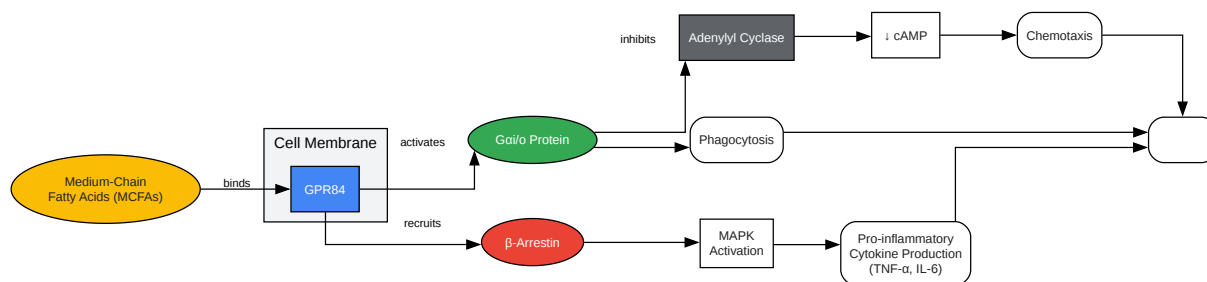 inhibits
Adenylyl Cyclase
↓ cAMP
Chemotaxis
Cell Membrane
activates
Gαi/o Protein
Phagocytosis
Medium-Chain
Fatty Acids (MCFAs)
binds
GPR84
recruits
β-Arrestin
MAPK
Activation
Pro-inflammatory
Cytokine Production
(TNF-α, IL-6)